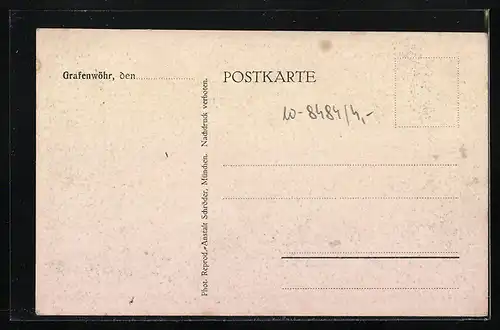 Grafenwöhr, den
POSTKARTE
10-8484/4,-
Phot. Reprod.-Anstalt Schröder, München. Nachdruck verboten.